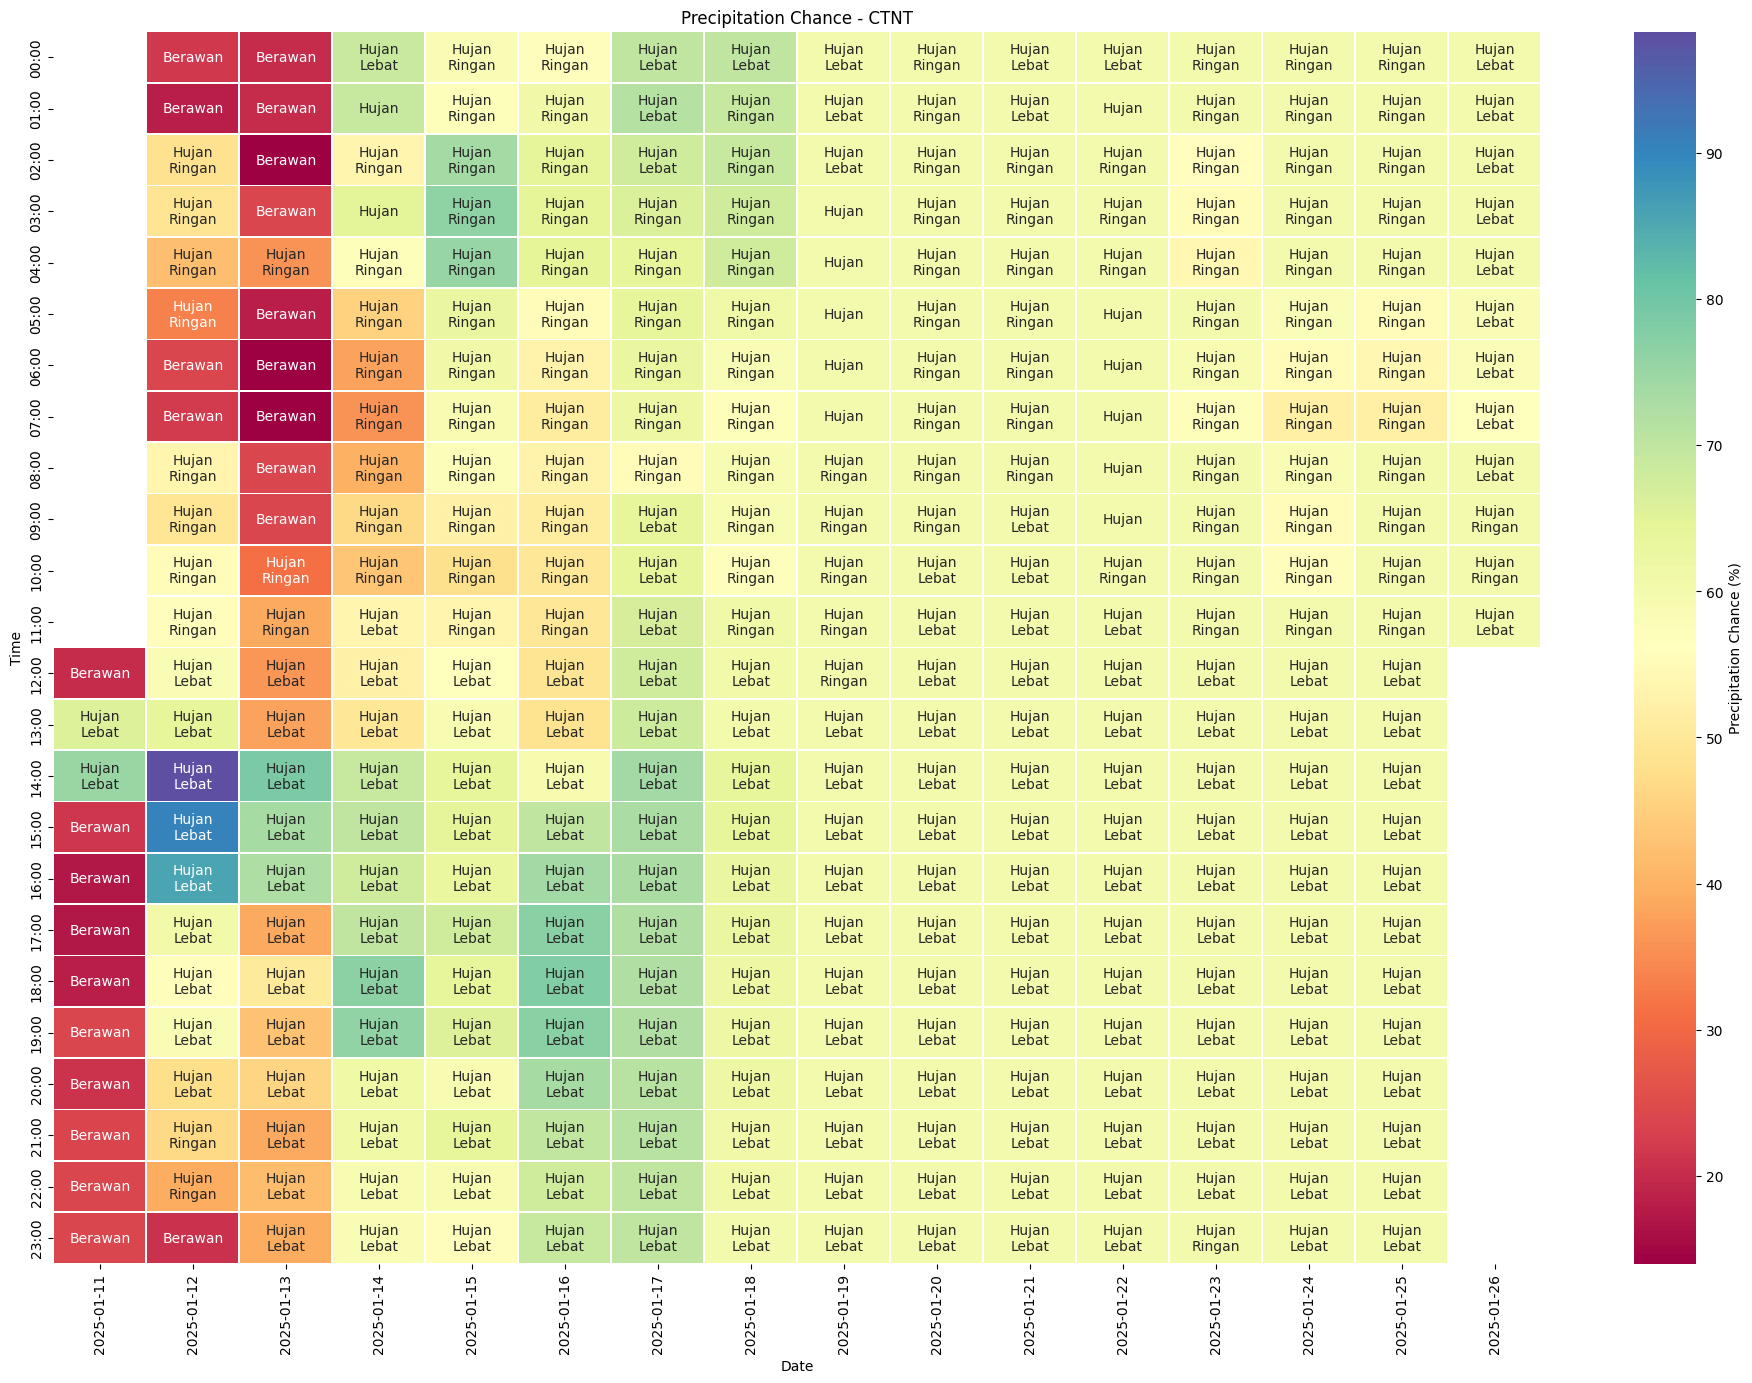 Precipitation Chance - CTNT
00:00 Berawan Berawan Hujan Lebat Hujan Ringan Hujan Ringan Hujan Lebat Hujan Lebat Hujan Lebat Hujan Ringan Hujan Lebat Hujan Lebat Hujan Ringan Hujan Ringan Hujan Ringan Hujan Lebat
01:00 Berawan Berawan Hujan Hujan Ringan Hujan Ringan Hujan Lebat Hujan Ringan Hujan Lebat Hujan Ringan Hujan Lebat Hujan Hujan Ringan Hujan Ringan Hujan Ringan Hujan Lebat
02:00 Hujan Ringan Berawan Hujan Ringan Hujan Ringan Hujan Ringan Hujan Lebat Hujan Ringan Hujan Lebat Hujan Ringan Hujan Ringan Hujan Ringan Hujan Ringan Hujan Ringan Hujan Ringan Hujan Lebat
03:00 Hujan Ringan Berawan Hujan Hujan Ringan Hujan Ringan Hujan Ringan Hujan Ringan Hujan Hujan Ringan Hujan Ringan Hujan Ringan Hujan Ringan Hujan Ringan Hujan Ringan Hujan Lebat
04:00 Hujan Ringan Hujan Ringan Hujan Ringan Hujan Ringan Hujan Ringan Hujan Ringan Hujan Ringan Hujan Hujan Ringan Hujan Ringan Hujan Ringan Hujan Ringan Hujan Ringan Hujan Ringan Hujan Lebat
05:00 Hujan Ringan Berawan Hujan Ringan Hujan Ringan Hujan Ringan Hujan Ringan Hujan Ringan Hujan Hujan Ringan Hujan Ringan Hujan Hujan Ringan Hujan Ringan Hujan Ringan Hujan Lebat
06:00 Berawan Berawan Hujan Ringan Hujan Ringan Hujan Ringan Hujan Ringan Hujan Ringan Hujan Hujan Ringan Hujan Ringan Hujan Hujan Ringan Hujan Ringan Hujan Ringan Hujan Lebat
07:00 Berawan Berawan Hujan Ringan Hujan Ringan Hujan Ringan Hujan Ringan Hujan Ringan Hujan Hujan Ringan Hujan Ringan Hujan Hujan Ringan Hujan Ringan Hujan Ringan Hujan Lebat
08:00 Hujan Ringan Berawan Hujan Ringan Hujan Ringan Hujan Ringan Hujan Ringan Hujan Ringan Hujan Ringan Hujan Ringan Hujan Ringan Hujan Hujan Ringan Hujan Ringan Hujan Ringan Hujan Lebat
09:00 Hujan Ringan Berawan Hujan Ringan Hujan Ringan Hujan Ringan Hujan Lebat Hujan Ringan Hujan Ringan Hujan Ringan Hujan Lebat Hujan Hujan Ringan Hujan Ringan Hujan Ringan Hujan Ringan
10:00 Hujan Ringan Hujan Ringan Hujan Ringan Hujan Ringan Hujan Ringan Hujan Lebat Hujan Ringan Hujan Ringan Hujan Lebat Hujan Lebat Hujan Ringan Hujan Ringan Hujan Ringan Hujan Ringan Hujan Ringan
11:00 Hujan Ringan Hujan Ringan Hujan Lebat Hujan Ringan Hujan Ringan Hujan Lebat Hujan Ringan Hujan Ringan Hujan Lebat Hujan Lebat Hujan Lebat Hujan Ringan Hujan Ringan Hujan Ringan Hujan Lebat
12:00 Berawan Hujan Lebat Hujan Lebat Hujan Lebat Hujan Lebat Hujan Lebat Hujan Lebat Hujan Lebat Hujan Ringan Hujan Lebat Hujan Lebat Hujan Lebat Hujan Lebat Hujan Lebat Hujan Lebat
13:00 Hujan Lebat Hujan Lebat Hujan Lebat Hujan Lebat Hujan Lebat Hujan Lebat Hujan Lebat Hujan Lebat Hujan Lebat Hujan Lebat Hujan Lebat Hujan Lebat Hujan Lebat Hujan Lebat Hujan Lebat
14:00 Hujan Lebat Hujan Lebat Hujan Lebat Hujan Lebat Hujan Lebat Hujan Lebat Hujan Lebat Hujan Lebat Hujan Lebat Hujan Lebat Hujan Lebat Hujan Lebat Hujan Lebat Hujan Lebat Hujan Lebat
15:00 Berawan Hujan Lebat Hujan Lebat Hujan Lebat Hujan Lebat Hujan Lebat Hujan Lebat Hujan Lebat Hujan Lebat Hujan Lebat Hujan Lebat Hujan Lebat Hujan Lebat Hujan Lebat Hujan Lebat
16:00 Berawan Hujan Lebat Hujan Lebat Hujan Lebat Hujan Lebat Hujan Lebat Hujan Lebat Hujan Lebat Hujan Lebat Hujan Lebat Hujan Lebat Hujan Lebat Hujan Lebat Hujan Lebat Hujan Lebat
17:00 Berawan Hujan Lebat Hujan Lebat Hujan Lebat Hujan Lebat Hujan Lebat Hujan Lebat Hujan Lebat Hujan Lebat Hujan Lebat Hujan Lebat Hujan Lebat Hujan Lebat Hujan Lebat Hujan Lebat
18:00 Berawan Hujan Lebat Hujan Lebat Hujan Lebat Hujan Lebat Hujan Lebat Hujan Lebat Hujan Lebat Hujan Lebat Hujan Lebat Hujan Lebat Hujan Lebat Hujan Lebat Hujan Lebat Hujan Lebat
19:00 Berawan Hujan Lebat Hujan Lebat Hujan Lebat Hujan Lebat Hujan Lebat Hujan Lebat Hujan Lebat Hujan Lebat Hujan Lebat Hujan Lebat Hujan Lebat Hujan Lebat Hujan Lebat Hujan Lebat
20:00 Berawan Hujan Lebat Hujan Lebat Hujan Lebat Hujan Lebat Hujan Lebat Hujan Lebat Hujan Lebat Hujan Lebat Hujan Lebat Hujan Lebat Hujan Lebat Hujan Lebat Hujan Lebat Hujan Lebat
21:00 Berawan Hujan Ringan Hujan Lebat Hujan Lebat Hujan Lebat Hujan Lebat Hujan Lebat Hujan Lebat Hujan Lebat Hujan Lebat Hujan Lebat Hujan Lebat Hujan Lebat Hujan Lebat Hujan Lebat
22:00 Berawan Hujan Ringan Hujan Lebat Hujan Lebat Hujan Lebat Hujan Lebat Hujan Lebat Hujan Lebat Hujan Lebat Hujan Lebat Hujan Lebat Hujan Lebat Hujan Lebat Hujan Lebat Hujan Lebat
23:00 Berawan Berawan Hujan Lebat Hujan Lebat Hujan Lebat Hujan Lebat Hujan Lebat Hujan Lebat Hujan Lebat Hujan Lebat Hujan Lebat Hujan Lebat Hujan Ringan Hujan Lebat Hujan Lebat
Time
2025-01-11
2025-01-12
2025-01-13
2025-01-14
2025-01-15
2025-01-16
2025-01-17
2025-01-18
2025-01-19
2025-01-20
2025-01-21
2025-01-22
2025-01-23
2025-01-24
2025-01-25
2025-01-26
Date
90
80
70
60
50
40
30
20
Precipitation Chance (%)